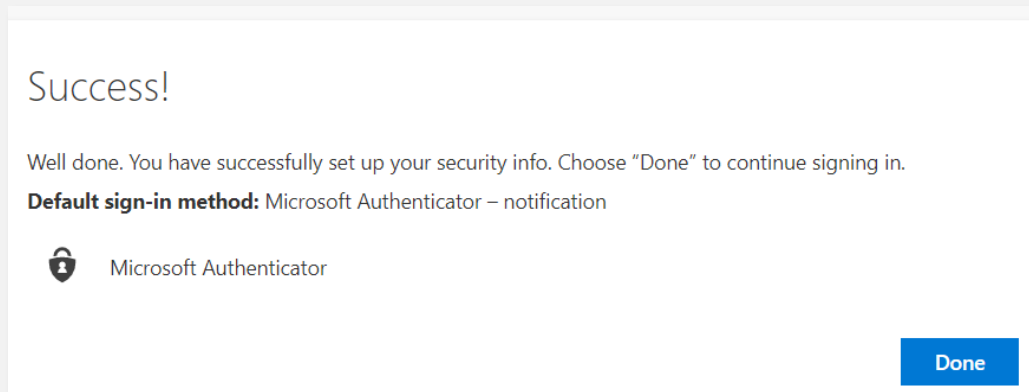 Success!
Well done. You have successfully set up your security info. Choose “Done” to continue signing in.
Default sign-in method: Microsoft Authenticator – notification
Microsoft Authenticator
Done